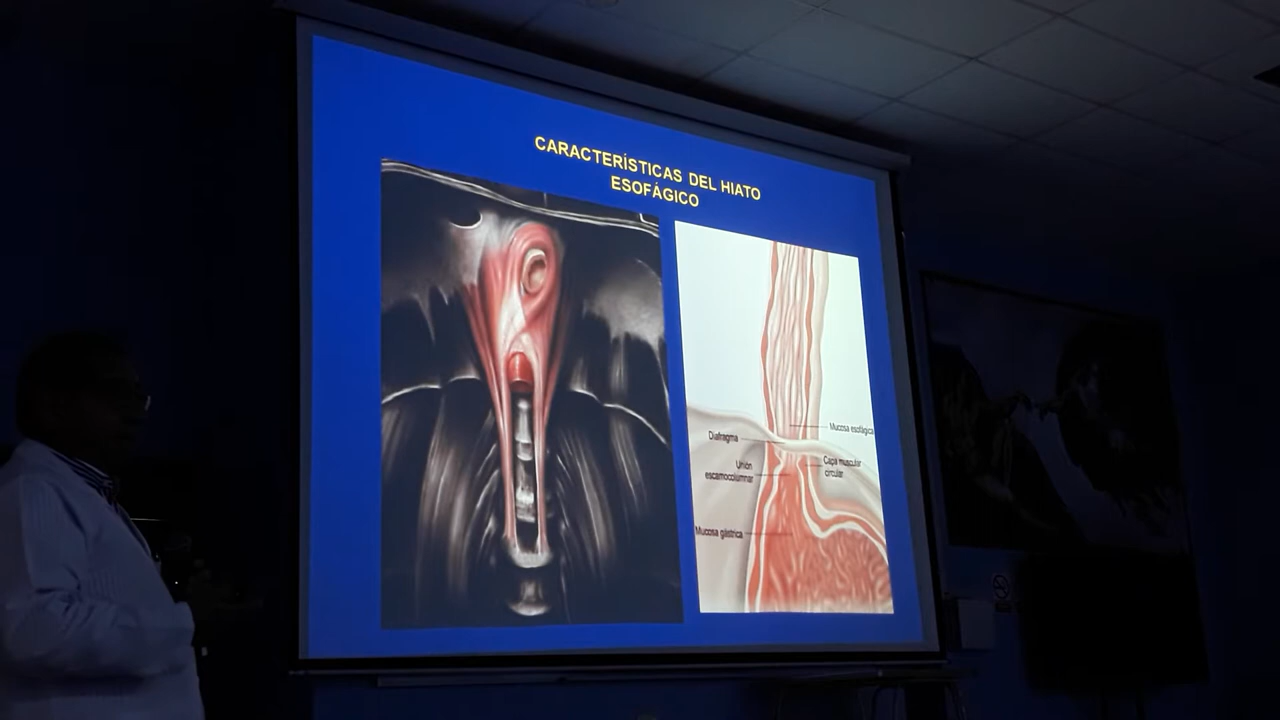 CARACTERÍSTICAS DEL HIATO
ESOFÁGICO
Mucosa esofágica
Diafragma
Unión
escamocolumnar
Capa muscular
circular
Mucosa gástrica